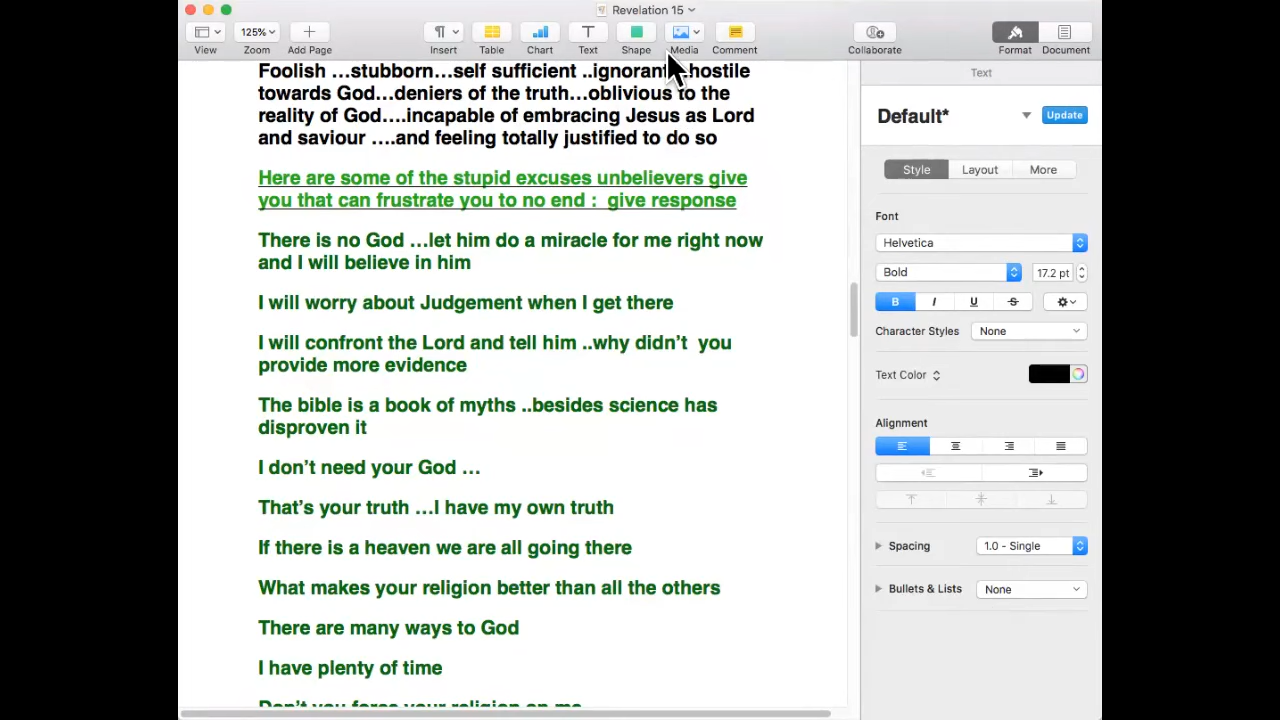 Revelation 15
View
125%
Zoom
Add Page
Insert
Table
Chart
Text
Shape
Media
Comment
Collaborate
Format
Document
Foolish …stubborn…self sufficient ..ignorant hostile
towards God…deniers of the truth…oblivious to the
reality of God….incapable of embracing Jesus as Lord
and saviour ….and feeling totally justified to do so
Here are some of the stupid excuses unbelievers give
you that can frustrate you to no end : give response
There is no God …let him do a miracle for me right now
and I will believe in him
I will worry about Judgement when I get there
I will confront the Lord and tell him ..why didn’t you
provide more evidence
The bible is a book of myths ..besides science has
disproven it
I don’t need your God …
That’s your truth …I have my own truth
If there is a heaven we are all going there
What makes your religion better than all the others
There are many ways to God
I have plenty of time
Don’t you force your religion on me
Text
Default*
Update
Style
Layout
More
Font
Helvetica
Bold
17.2 pt
B I U S
Character Styles
None
Text Color
Alignment
Spacing
1.0 - Single
Bullets & Lists
None